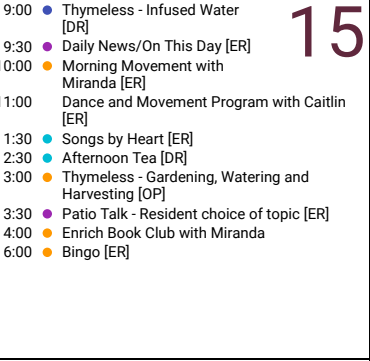 15
9:00 Thymeless - Infused Water
[DR]
9:30 Daily News/On This Day [ER]
0:00 Morning Movement with
Miranda [ER]
1:00 Dance and Movement Program with Caitlin
[ER]
1:30 Songs by Heart [ER]
2:30 Afternoon Tea [DR]
3:00 Thymeless - Gardening, Watering and
Harvesting [OP]
3:30 Patio Talk - Resident choice of topic [ER]
4:00 Enrich Book Club with Miranda
6:00 Bingo [ER]